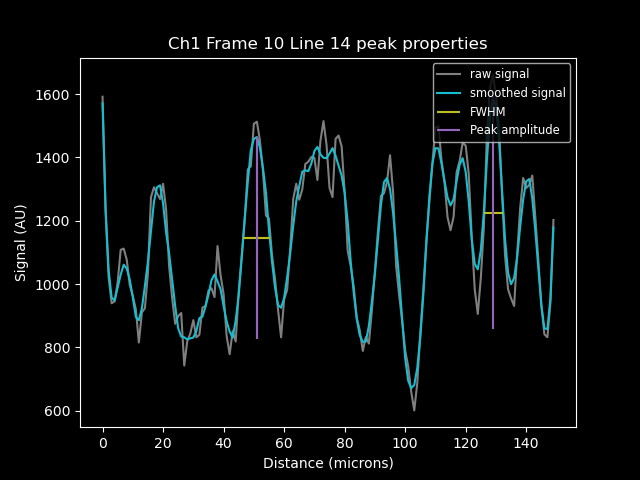 Ch1 Frame 10 Line 14 peak properties
raw signal
smoothed signal
FWHM
Peak amplitude
Signal (AU)
1600
1400
1200
1000
800
600
0 20 40 60 80 100 120 140
Distance (microns)